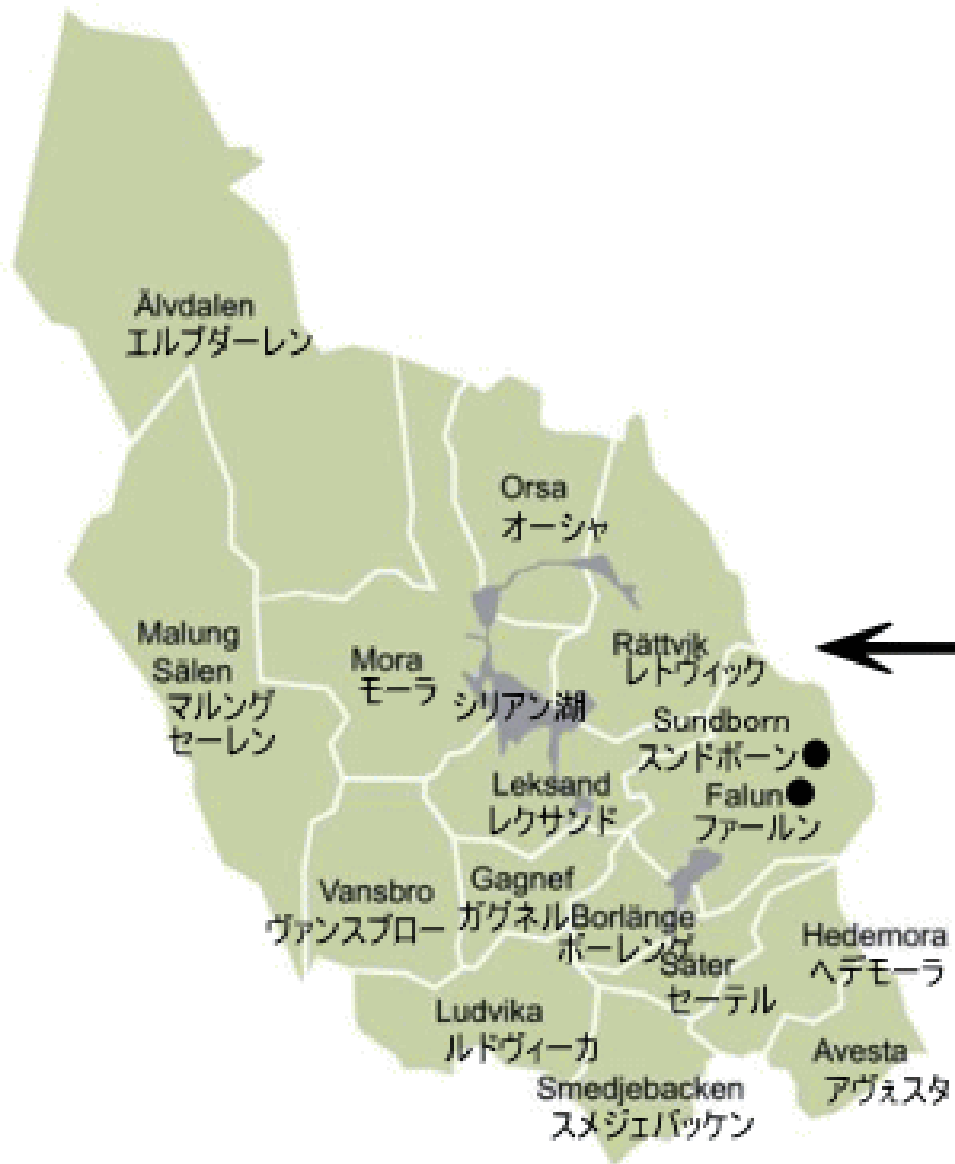 Älvdalen
エルブダーレン
Orsa
オーシャ
Malung
Sälen
マルング
セーレン
Mora
モーラ
シリアン湖
Rättvik
レトヴィック
Sundborn
スンドボーン
Falun
ファールン
Leksand
レクサンド
Vansbro
ヴァンスブロー
Gagnef
ガグネル
Borlänge
ボーレンゲ
Säter
セーテル
Hedemora
ヘデモーラ
Ludvika
ルドヴィーカ
Avesta
アヴェスタ
Smedjebacken
スメジェバッケン